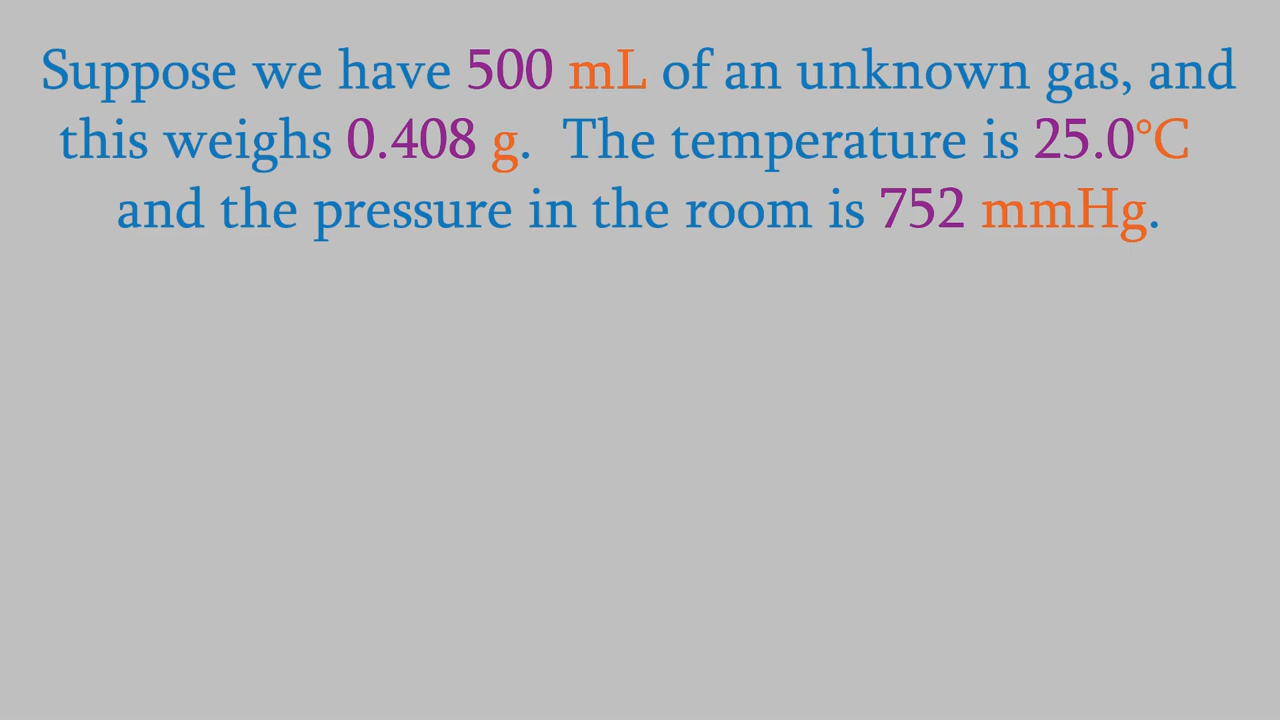 Suppose we have 500 mL of an unknown gas, and
this weighs 0.408 g. The temperature is 25.0°C
and the pressure in the room is 752 mmHg.